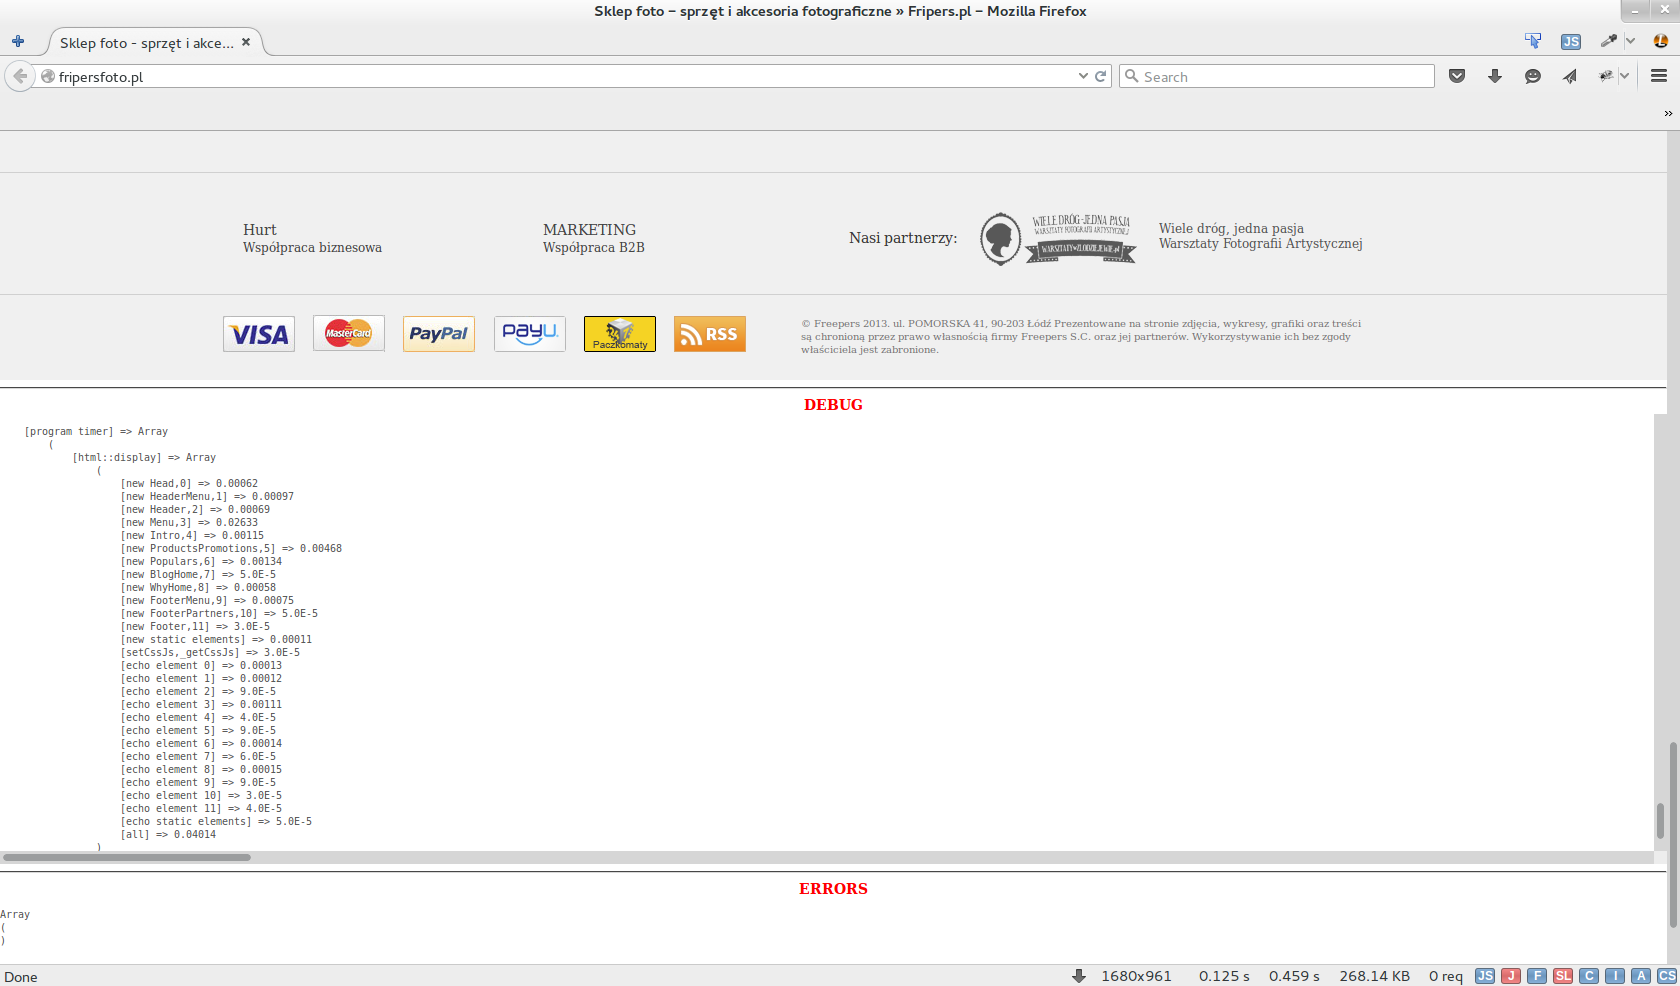 Sklep foto – sprzęt i akcesoria fotograficzne » Fripers.pl – Mozilla Firefox
Sklep foto - sprzęt i akce...
JS
fripersfoto.pl
Search
»
Hurt
Współpraca biznesowa
MARKETING
Współpraca B2B
Nasi partnerzy:
WIELE DRÓG-JEDNA PASJA
WARSZTATY FOTOGRAFII ARTYSTYCZNEJ
WARSZTATYwZLODZIEJEWIE.pl
Wiele dróg, jedna pasja
Warsztaty Fotografii Artystycznej
VISA
MasterCard
PayPal
PayU
Paczkomaty
RSS
© Freepers 2013. ul. POMORSKA 41, 90-203 Łódź Prezentowane na stronie zdjęcia, wykresy, grafiki oraz treści
są chronioną przez prawo własnością firmy Freepers S.C. oraz jej partnerów. Wykorzystywanie ich bez zgody
właściciela jest zabronione.
DEBUG
[program timer] => Array
(
[html::display] => Array
(
[new Head,0] => 0.00062
[new HeaderMenu,1] => 0.00097
[new Header,2] => 0.00069
[new Menu,3] => 0.02633
[new Intro,4] => 0.00115
[new ProductsPromotions,5] => 0.00468
[new Populars,6] => 0.00134
[new BlogHome,7] => 5.0E-5
[new WhyHome,8] => 0.00058
[new FooterMenu,9] => 0.00075
[new FooterPartners,10] => 5.0E-5
[new Footer,11] => 3.0E-5
[new static elements] => 0.00011
[setCssJs,_getCssJs] => 3.0E-5
[echo element 0] => 0.00013
[echo element 1] => 0.00012
[echo element 2] => 9.0E-5
[echo element 3] => 0.00111
[echo element 4] => 4.0E-5
[echo element 5] => 9.0E-5
[echo element 6] => 0.00014
[echo element 7] => 6.0E-5
[echo element 8] => 0.00015
[echo element 9] => 9.0E-5
[echo element 10] => 3.0E-5
[echo element 11] => 4.0E-5
[echo static elements] => 5.0E-5
[all] => 0.04014
)
ERRORS
Array
(
)
Done
1680x961 0.125 s 0.459 s 268.14 KB 0 req JS J F SL C I A CS